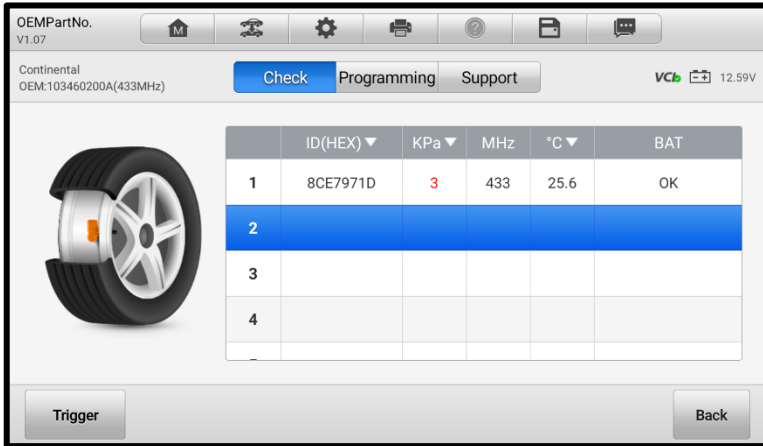 OEMPartNo.
V1.07
M
Continental
OEM:103460200A(433MHz)
Check Programming Support
VCI 12.59V
ID(HEX)▼ KPa▼ MHz °C▼ BAT
1 8CE7971D 3 433 25.6 OK
2
3
4
Trigger Back